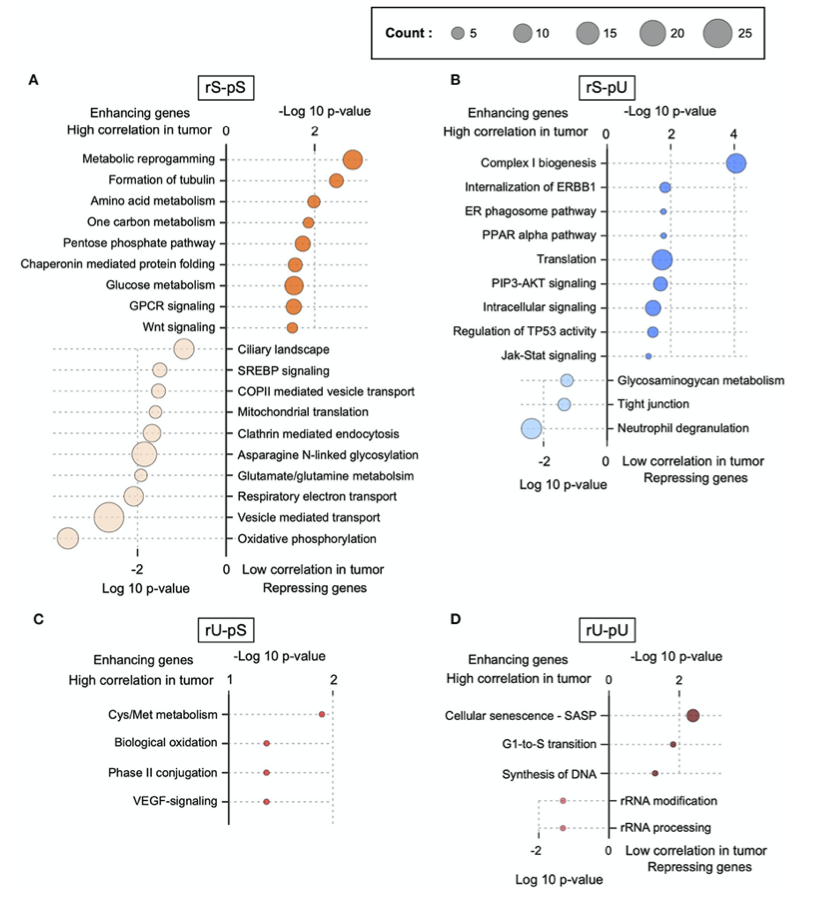 Count : 5 10 15 20 25
A
rS-pS
Enhancing genes -Log 10 p-value
High correlation in tumor 0 2
Metabolic reprogamming
Formation of tubulin
Amino acid metabolism
One carbon metabolism
Pentose phosphate pathway
Chaperonin mediated protein folding
Glucose metabolism
GPCR signaling
Wnt signaling
Ciliary landscape
SREBP signaling
COPII mediated vesicle transport
Mitochondrial translation
Clathrin mediated endocytosis
Asparagine N-linked glycosylation
Glutamate/glutamine metabolsim
Respiratory electron transport
Vesicle mediated transport
Oxidative phosphorylation
-2 0 Low correlation in tumor
Log 10 p-value Repressing genes
B
rS-pU
Enhancing genes -Log 10 p-value
High correlation in tumor 0 2 4
Complex I biogenesis
Internalization of ERBB1
ER phagosome pathway
PPAR alpha pathway
Translation
PIP3-AKT signaling
Intracellular signaling
Regulation of TP53 activity
Jak-Stat signaling
Glycosaminogycan metabolism
Tight junction
Neutrophil degranulation
-2 0 Low correlation in tumor
Repressing genes
Log 10 p-value
C
rU-pS
Enhancing genes -Log 10 p-value
High correlation in tumor 1 2
Cys/Met metabolism
Biological oxidation
Phase II conjugation
VEGF-signaling
D
rU-pU
Enhancing genes -Log 10 p-value
High correlation in tumor 0 2
Cellular senescence - SASP
G1-to-S transition
Synthesis of DNA
rRNA modification
rRNA processing
-2 0 Low correlation in tumor
Repressing genes
Log 10 p-value